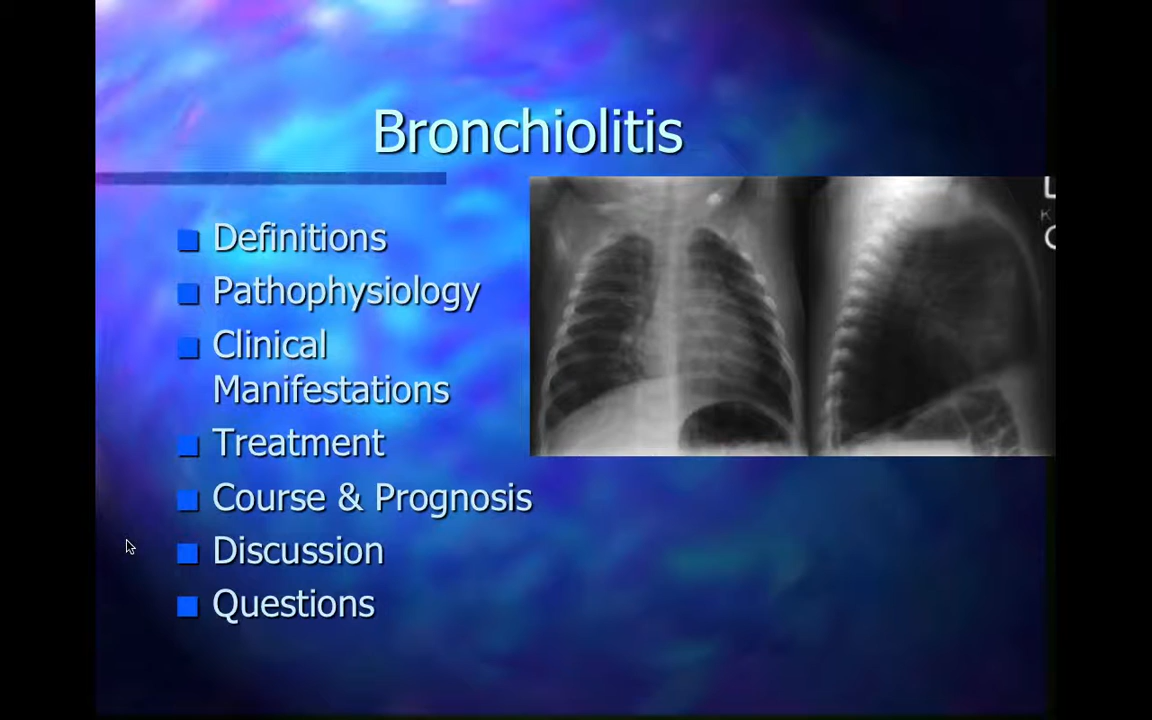 Bronchiolitis
Definitions
Pathophysiology
Clinical
Manifestations
Treatment
Course & Prognosis
Discussion
Questions